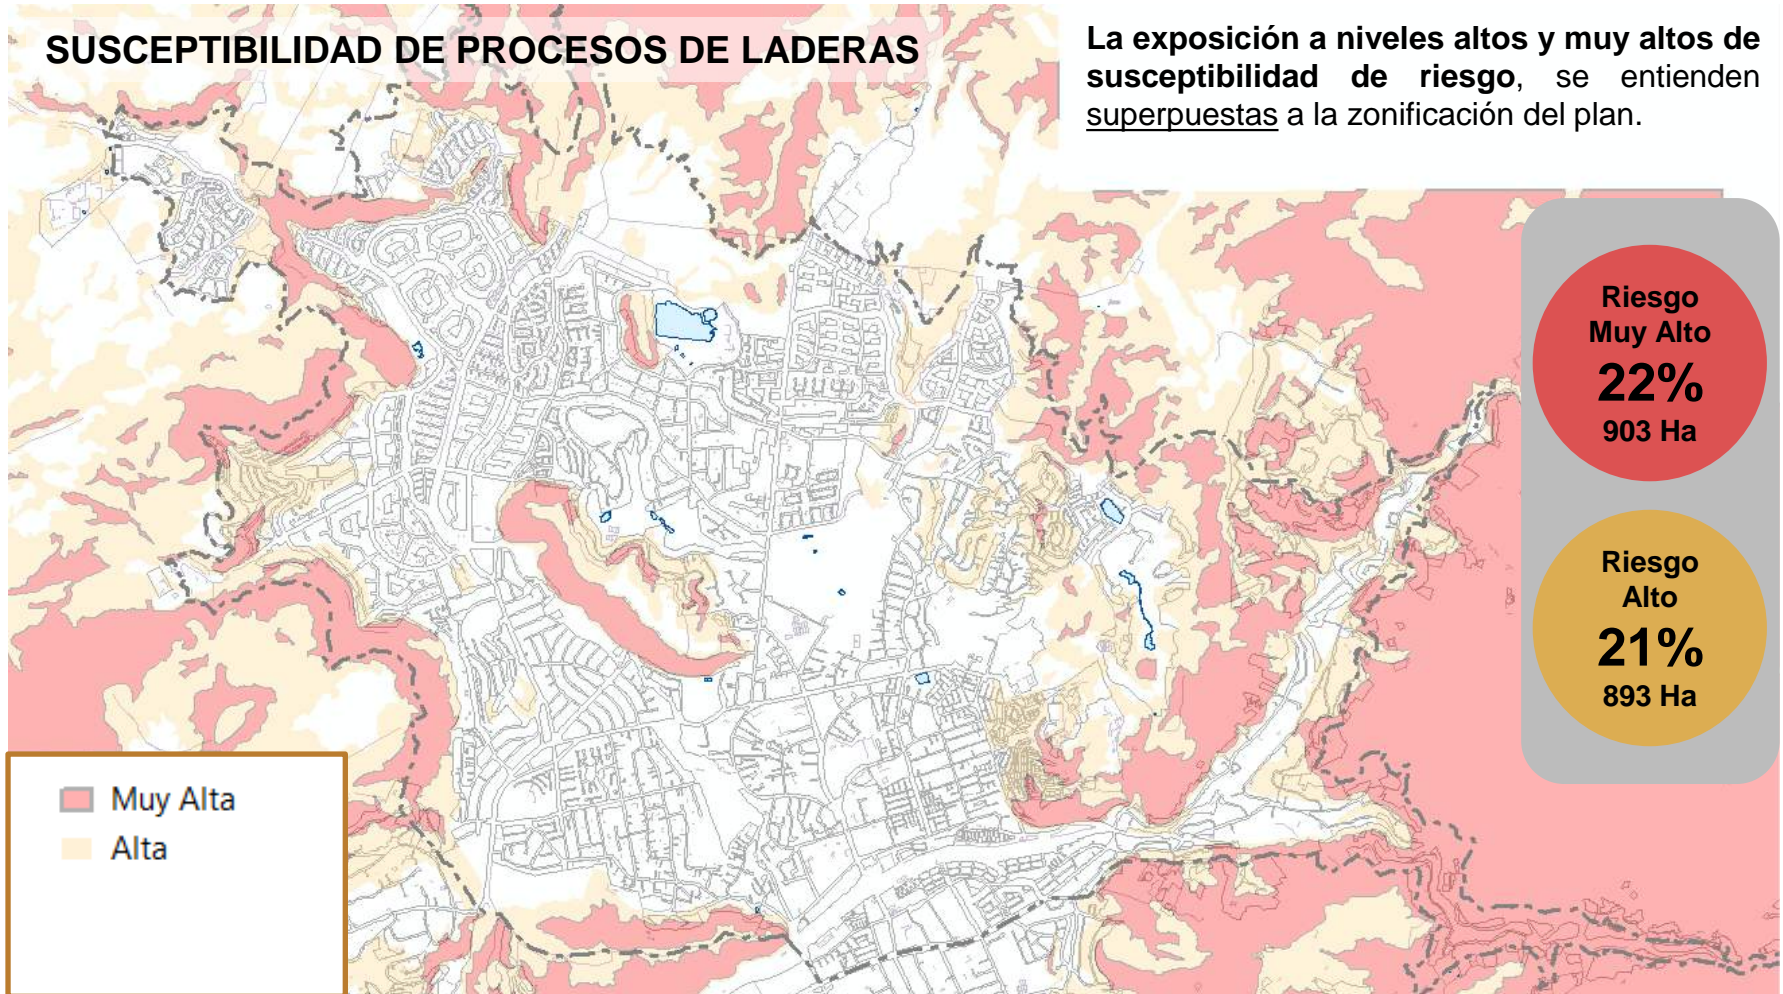 SUSCEPTIBILIDAD DE PROCESOS DE LADERAS
La exposición a niveles altos y muy altos de
susceptibilidad de riesgo, se entienden
superpuestas a la zonificación del plan.
Riesgo
Muy Alto
22%
903 Ha
Riesgo
Alto
21%
893 Ha
Muy Alta
Alta